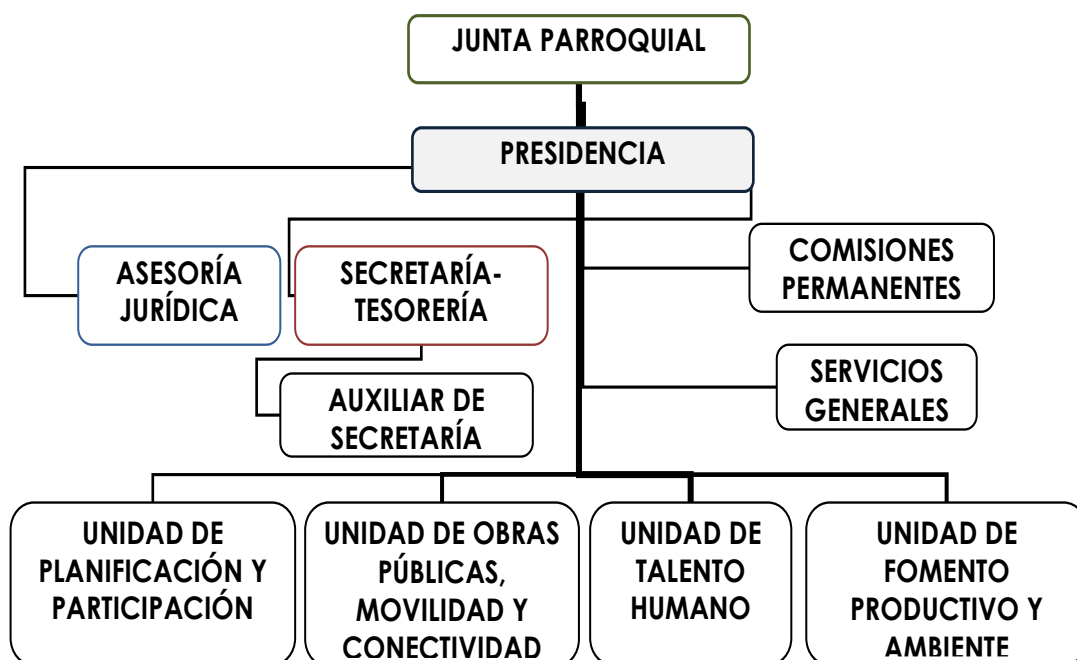 JUNTA PARROQUIAL
PRESIDENCIA
ASESORÍA
JURÍDICA
SECRETARÍA-
TESORERÍA
COMISIONES
PERMANENTES
AUXILIAR DE
SECRETARÍA
SERVICIOS
GENERALES
UNIDAD DE
PLANIFICACIÓN Y
PARTICIPACIÓN
UNIDAD DE OBRAS
PÚBLICAS,
MOVILIDAD Y
CONECTIVIDAD
UNIDAD DE
TALENTO
HUMANO
UNIDAD DE
FOMENTO
PRODUCTIVO Y
AMBIENTE